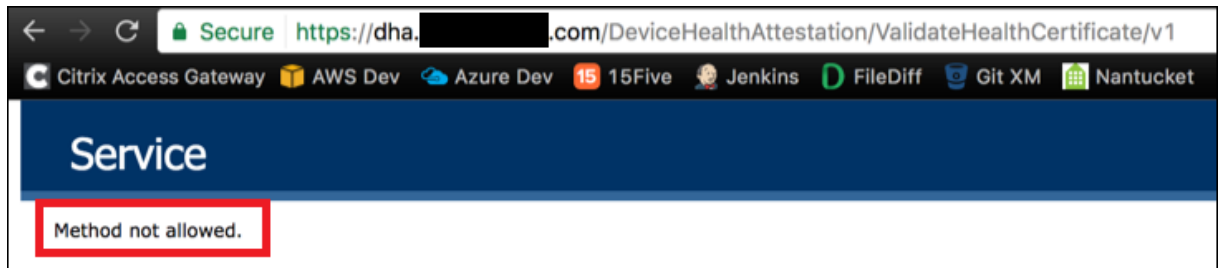 Secure https://dha. .com/DeviceHealthAttestation/ValidateHealthCertificate/v1
Citrix Access Gateway AWS Dev Azure Dev 15 15Five Jenkins FileDiff Git XM Nantucket
Service
Method not allowed.